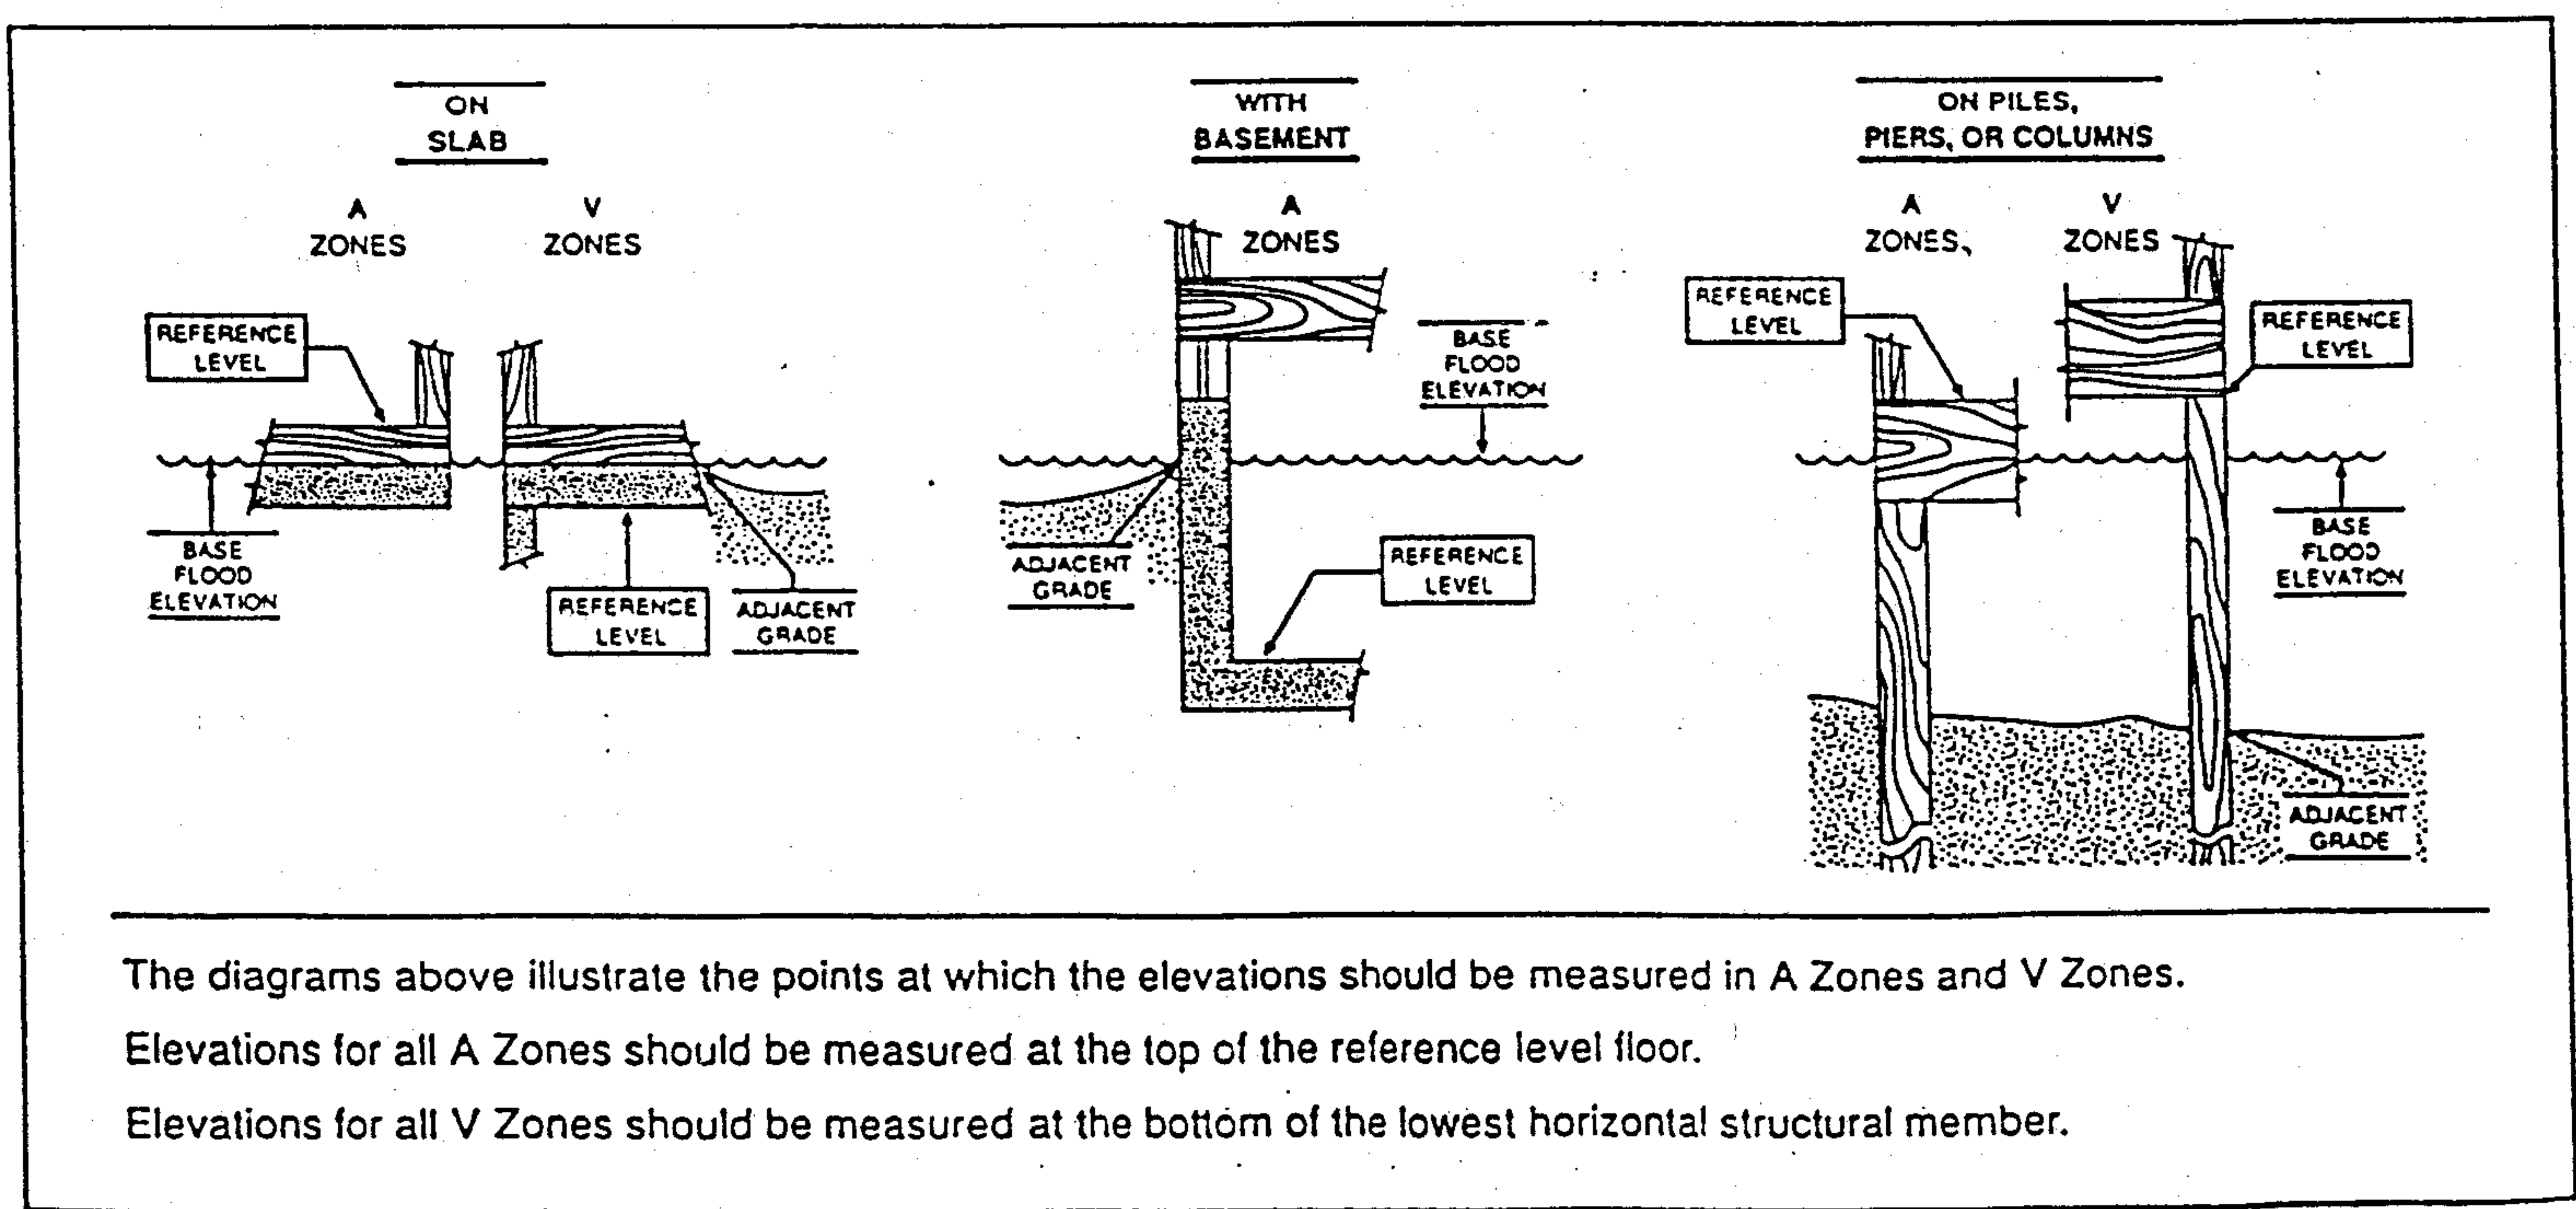 ON
SLAB
A
ZONES
V
ZONES
REFERENCE
LEVEL
BASE
FLOOD
ELEVATION
REFERENCE
LEVEL
ADJACENT
GRADE
WITH
BASEMENT
A
ZONES
BASE
FLOOD
ELEVATION
ADJACENT
GRADE
REFERENCE
LEVEL
ON PILES,
PIERS, OR COLUMNS
A
ZONES,
V
ZONES
REFERENCE
LEVEL
REFERENCE
LEVEL
BASE
FLOOD
ELEVATION
ADJACENT
GRADE
The diagrams above illustrate the points at which the elevations should be measured in A Zones and V Zones.
Elevations for all A Zones should be measured at the top of the reference level floor.
Elevations for all V Zones should be measured at the bottom of the lowest horizontal structural member.